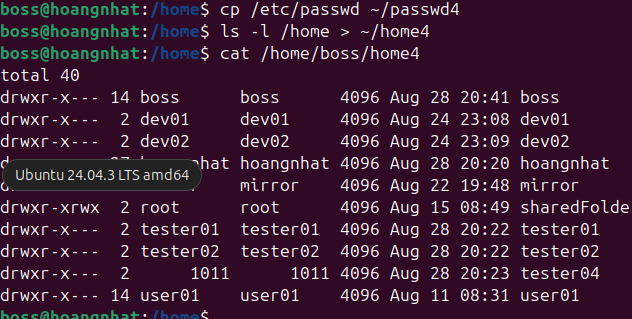 boss@hoangnhat:/home$ cp /etc/passwd ~/passwd4
boss@hoangnhat:/home$ ls -l /home > ~/home4
boss@hoangnhat:/home$ cat /home/boss/home4
total 40
drwxr-x--- 14 boss      boss      4096 Aug 28 20:41 boss
drwxr-x---  2 dev01     dev01     4096 Aug 24 23:08 dev01
drwxr-x---  2 dev02     dev02     4096 Aug 24 23:09 dev02
hoangnhat 4096 Aug 28 20:20 hoangnhat
Ubuntu 24.04.3 LTS amd64
mirror    4096 Aug 22 19:48 mirror
drwxr-xrwx  2 root      root      4096 Aug 15 08:49 sharedFolde
drwxr-x---  2 tester01  tester01  4096 Aug 28 20:22 tester01
drwxr-x---  2 tester02  tester02  4096 Aug 28 20:22 tester02
drwxr-x---  2      1011      1011 4096 Aug 28 20:23 tester04
drwxr-x--- 14 user01    user01    4096 Aug 11 08:31 user01
boss@hoangnhat:/home$